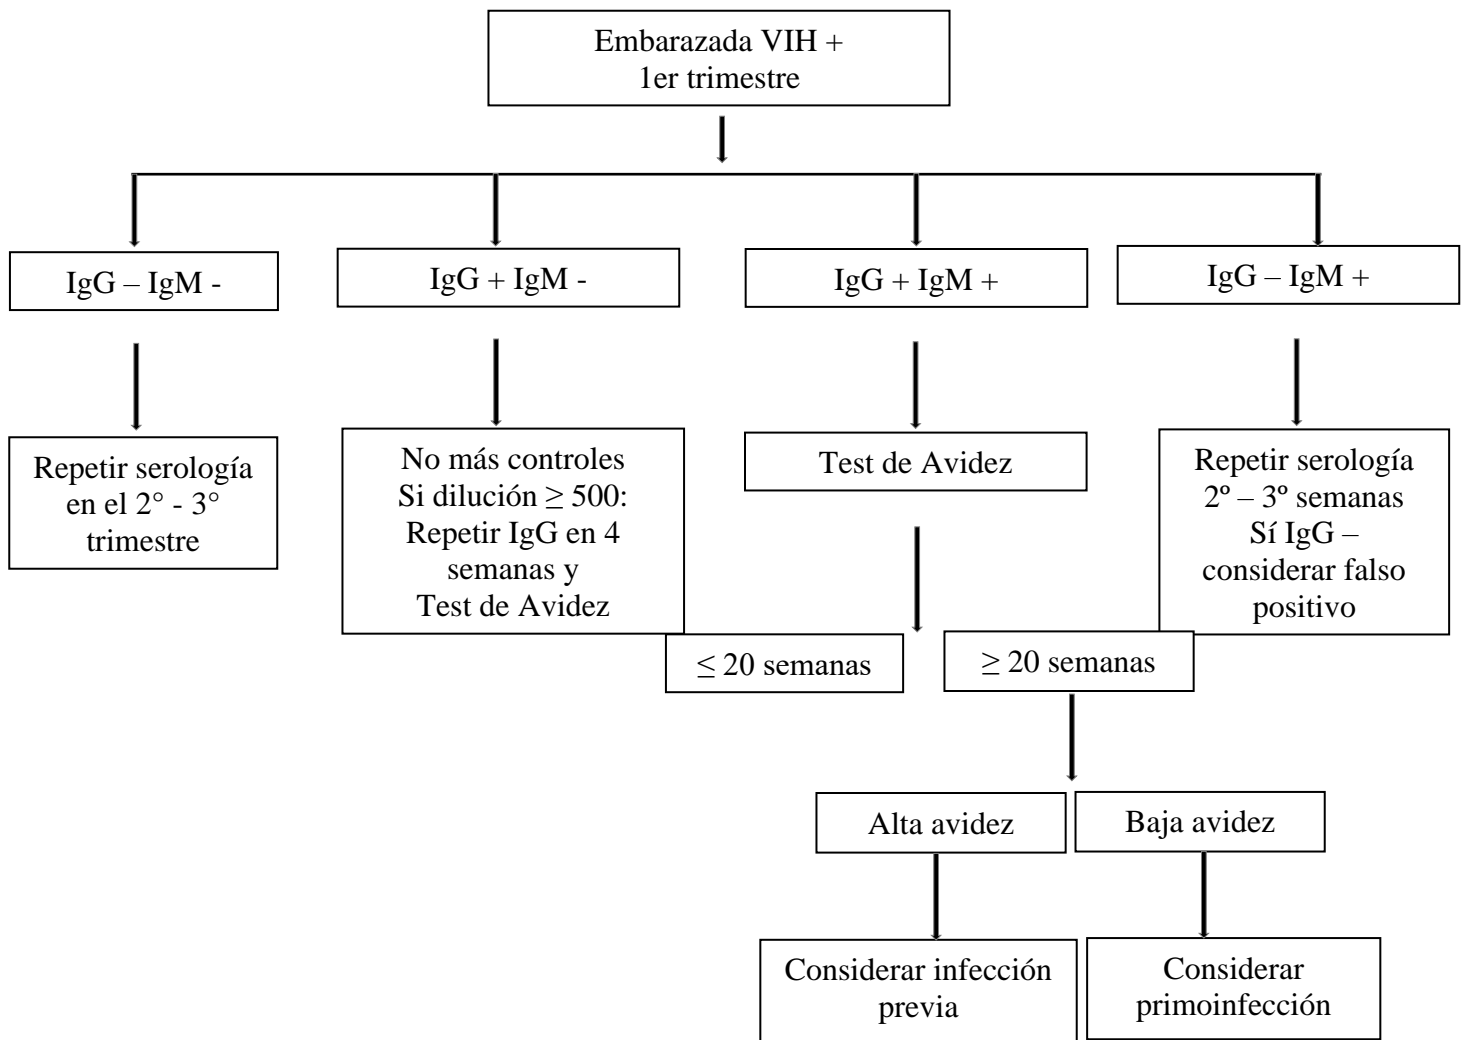 Embarazada VIH +
1er trimestre
IgG – IgM -
IgG + IgM -
IgG + IgM +
IgG – IgM +
Repetir serología
en el 2° - 3°
trimestre
No más controles
Si dilución ≥ 500:
Repetir IgG en 4
semanas y
Test de Avidez
Test de Avidez
Repetir serología
2º – 3º semanas
Sí IgG –
considerar falso
positivo
≤ 20 semanas
≥ 20 semanas
Alta avidez
Baja avidez
Considerar infección
previa
Considerar
primoinfección